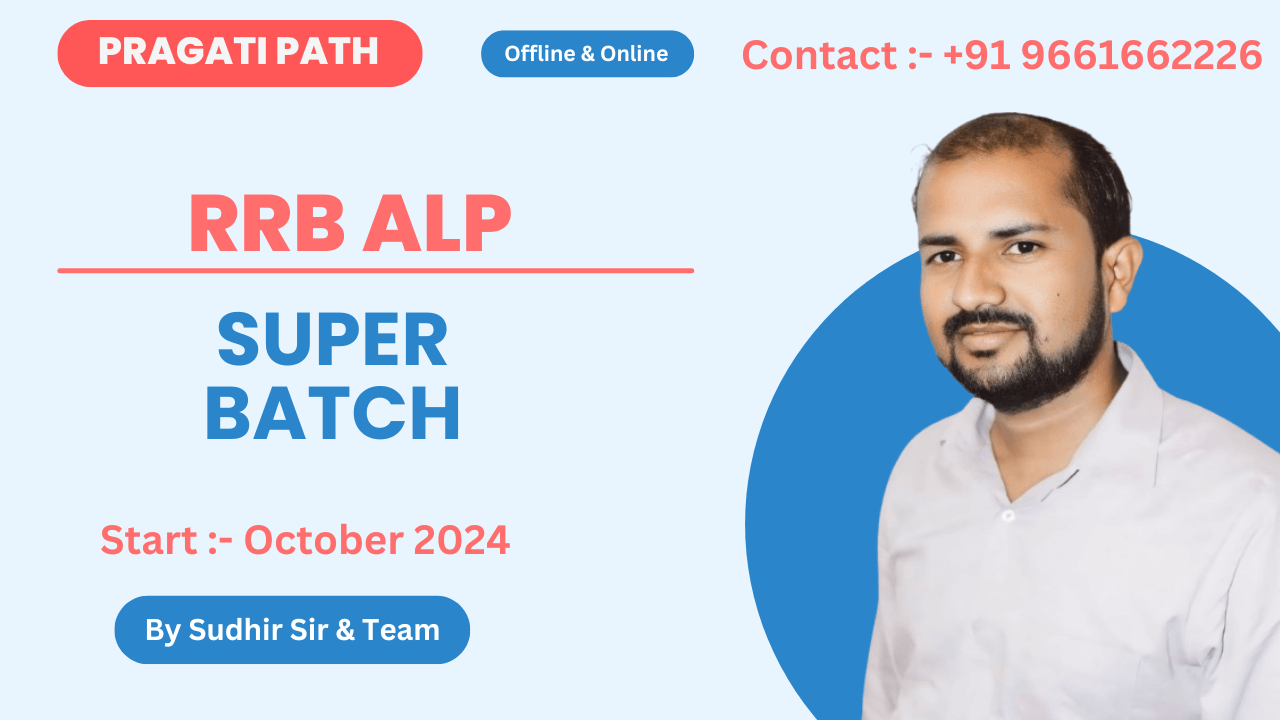 PRAGATI PATH
Offline & Online
Contact :- +91 9661662226
RRB ALP
SUPER
BATCH
Start :- October 2024
By Sudhir Sir & Team